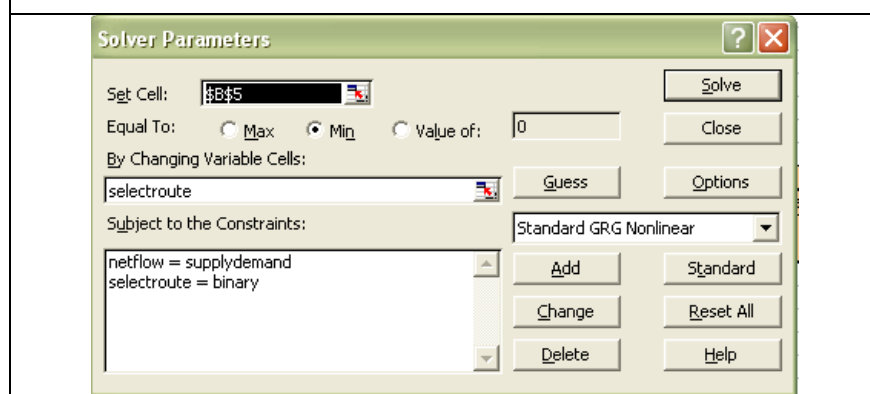 Solver Parameters
Set Cell: $B$5 Solve
Equal To: Max Min Value of: 0 Close
By Changing Variable Cells:
selectroute Guess Options
Subject to the Constraints: Standard GRG Nonlinear
netflow = supplydemand Add Standard
selectroute = binary
Change Reset All
Delete Help